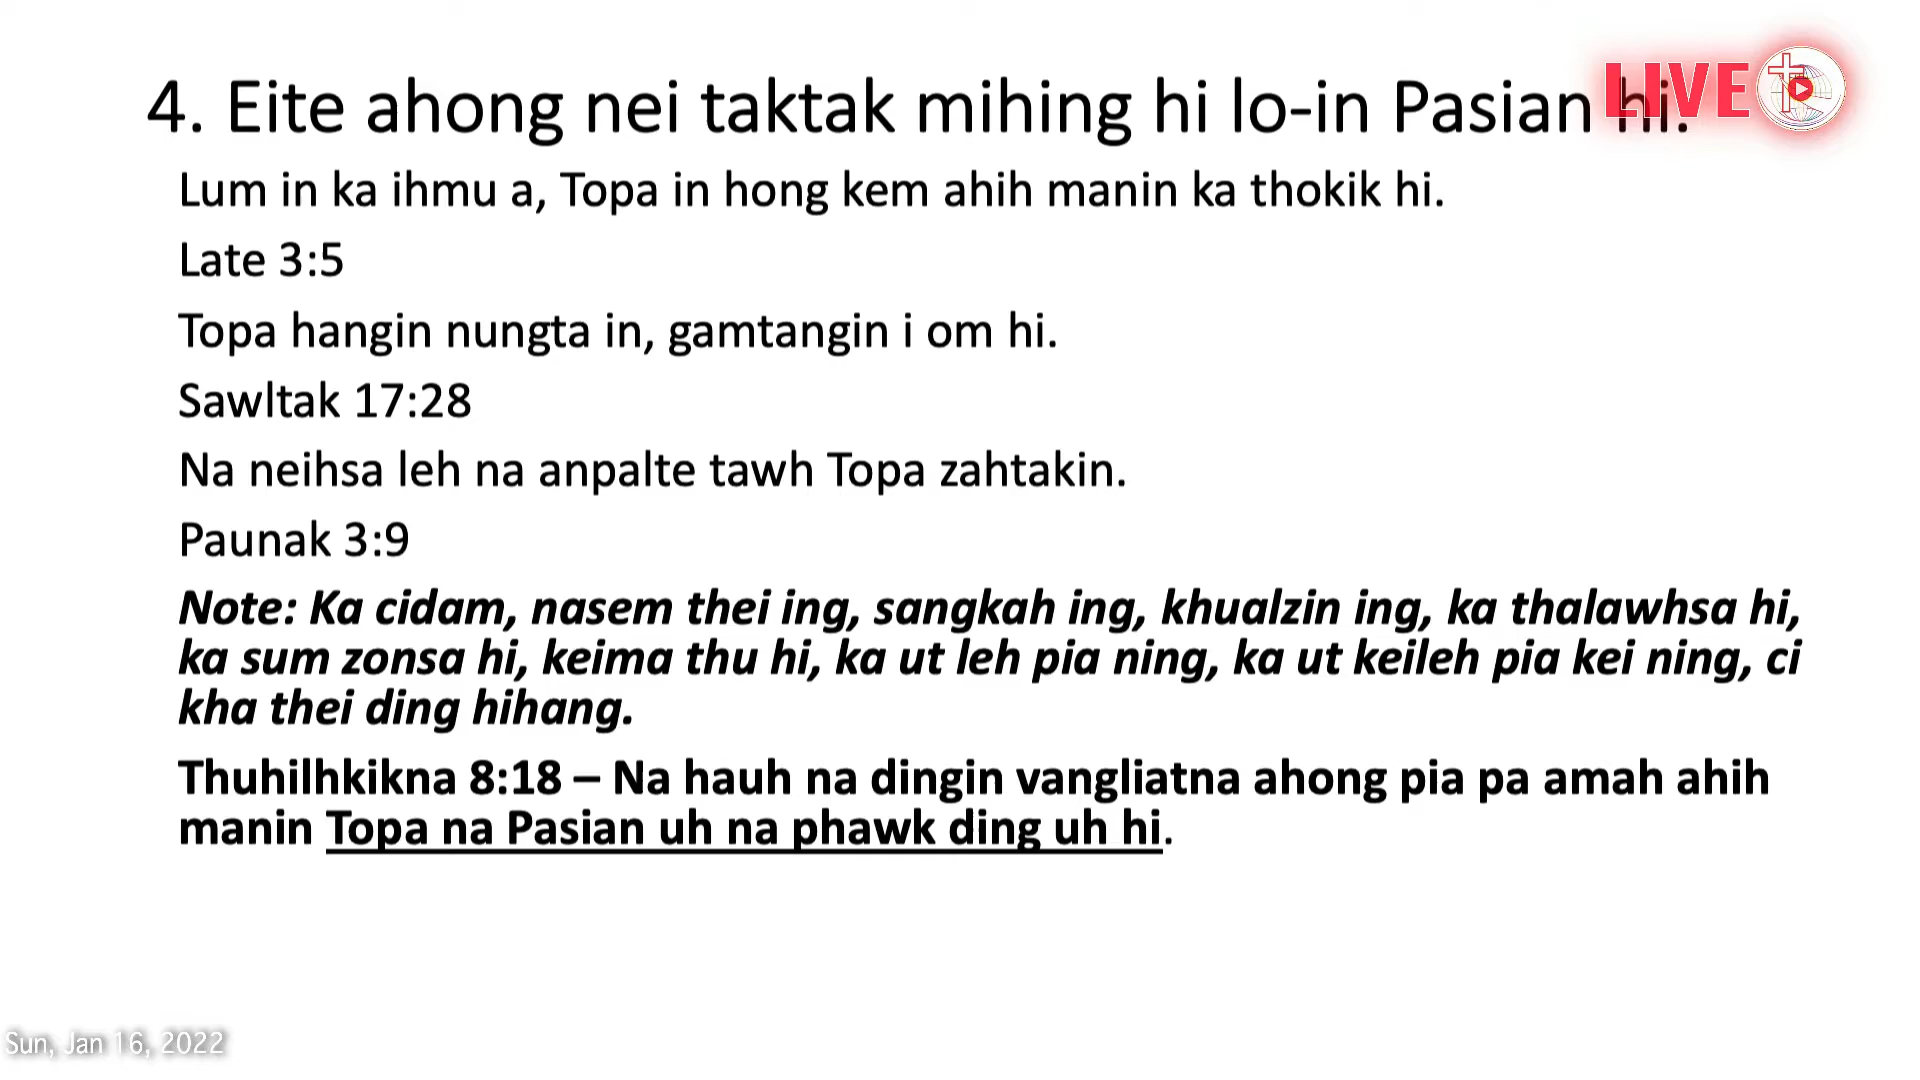 4. Eite ahong nei taktak mihing hi lo-in Pasian hi.
LIVE
Lum in ka ihmu a, Topa in hong kem ahih manin ka thokik hi.
Late 3:5
Topa hangin nungta in, gamtangin i om hi.
Sawltak 17:28
Na neihsa leh na anpalte tawh Topa zahtakin.
Paunak 3:9
Note: Ka cidam, nasem thei ing, sangkah ing, khualzin ing, ka thalawhsa hi,
ka sum zonsa hi, keima thu hi, ka ut leh pia ning, ka ut keileh pia kei ning, ci
kha thei ding hihang.
Thuhilhkikna 8:18 – Na hauh na dingin vangliatna ahong pia pa amah ahih
manin Topa na Pasian uh na phawk ding uh hi.
Sun, Jan 16, 2022